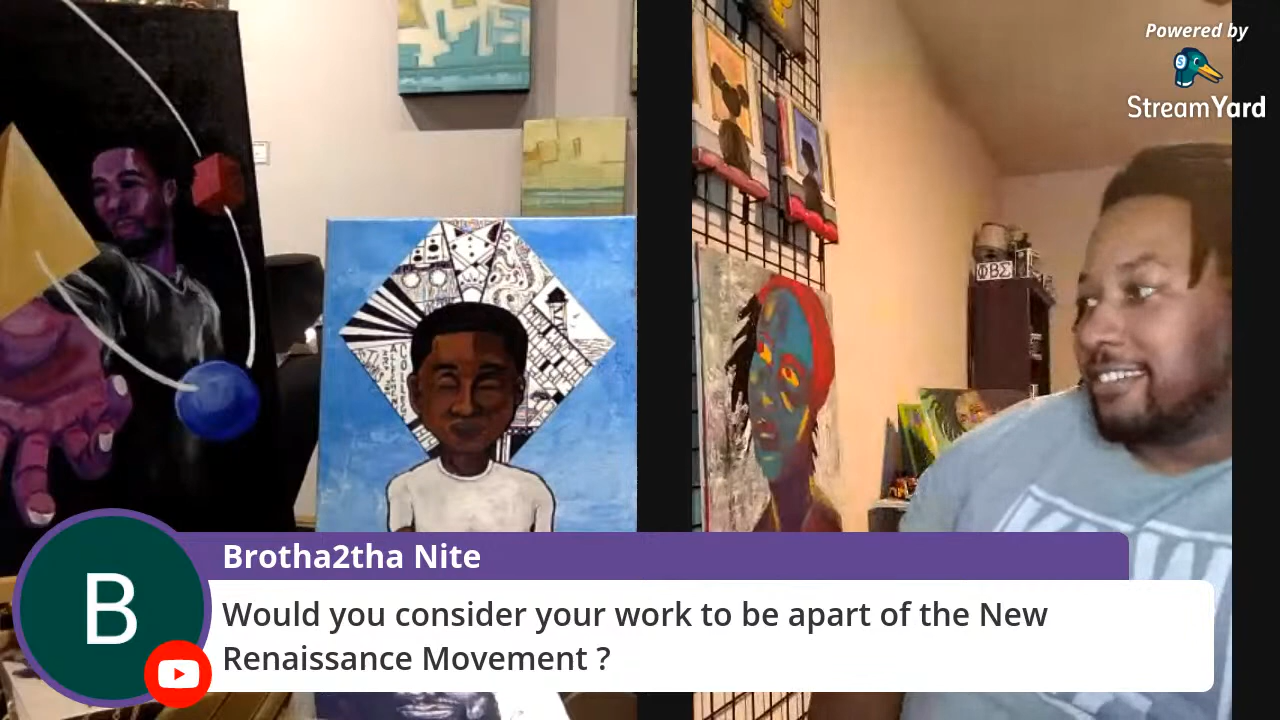 Powered by
StreamYard
ΦΒΣ
Brotha2tha Nite
B
Would you consider your work to be apart of the New
Renaissance Movement ?